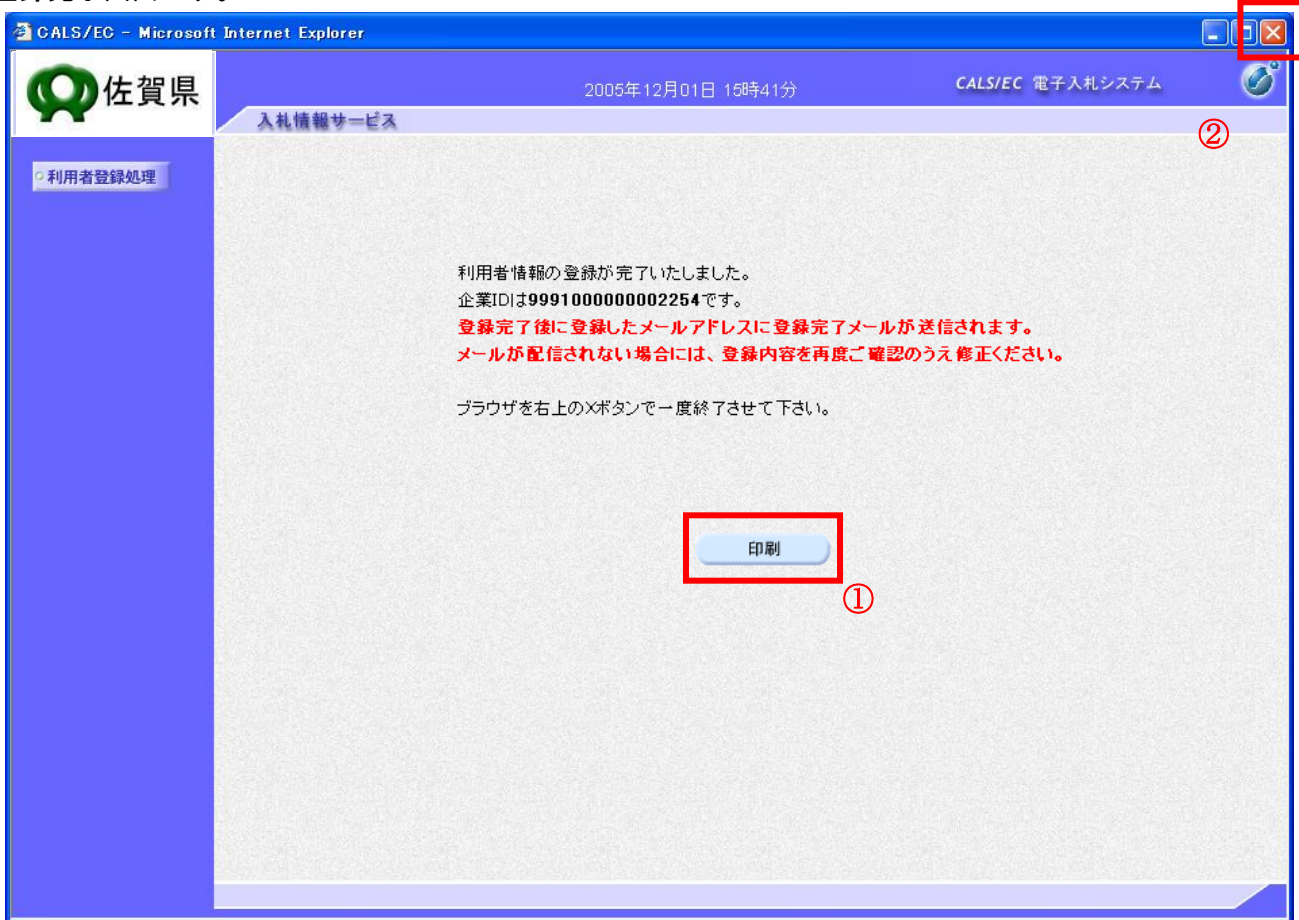 CALS/EC - Microsoft Internet Explorer
佐賀県
2005年12月01日 15時41分
CALS/EC 電子入札システム
入札情報サービス
②
利用者登録処理
利用者情報の登録が完了いたしました。
企業IDは9991000000002254です。
登録完了後に登録したメールアドレスに登録完了メールが送信されます。
メールが配信されない場合には、登録内容を再度ご確認のうえ修正ください。
ブラウザを右上の×ボタンで一度終了させて下さい。
印刷
①